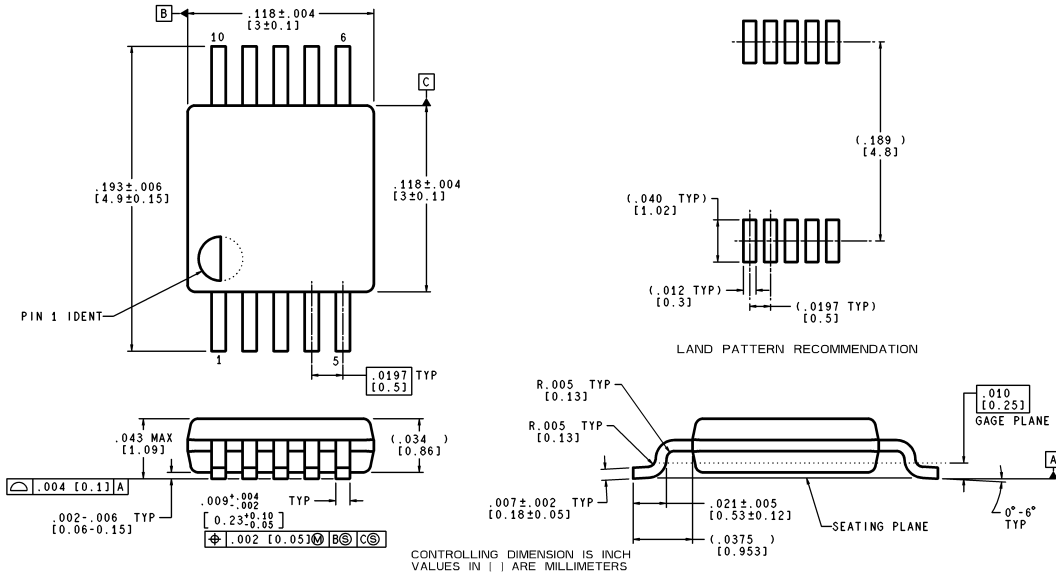 B
.118±.004
[3±0.1]
10
6
C
.193±.006
[4.9±0.15]
.118±.004
[3±0.1]
PIN 1 IDENT
1
5
.0197 TYP
[0.5]
(.189 )
[4.8]
(.040 TYP)
[1.02]
(.012 TYP)
[0.3]
(.0197 TYP)
[0.5]
LAND PATTERN RECOMMENDATION
.043 MAX
[1.09]
(.034 )
[0.86]
⌓ .004 [0.1] A
.002-.006 TYP
[0.06-0.15]
.009+.004
-.002
TYP
[0.23+0.10
-0.05]
⌖ .002 [0.05]Ⓜ BⓈ CⓈ
R.005 TYP
[0.13]
R.005 TYP
[0.13]
.010
[0.25]
GAGE PLANE
A
.007±.002 TYP
[0.18±0.05]
.021±.005
[0.53±0.12]
SEATING PLANE
0°-6°
TYP
(.0375 )
[0.953]
CONTROLLING DIMENSION IS INCH
VALUES IN [ ] ARE MILLIMETERS